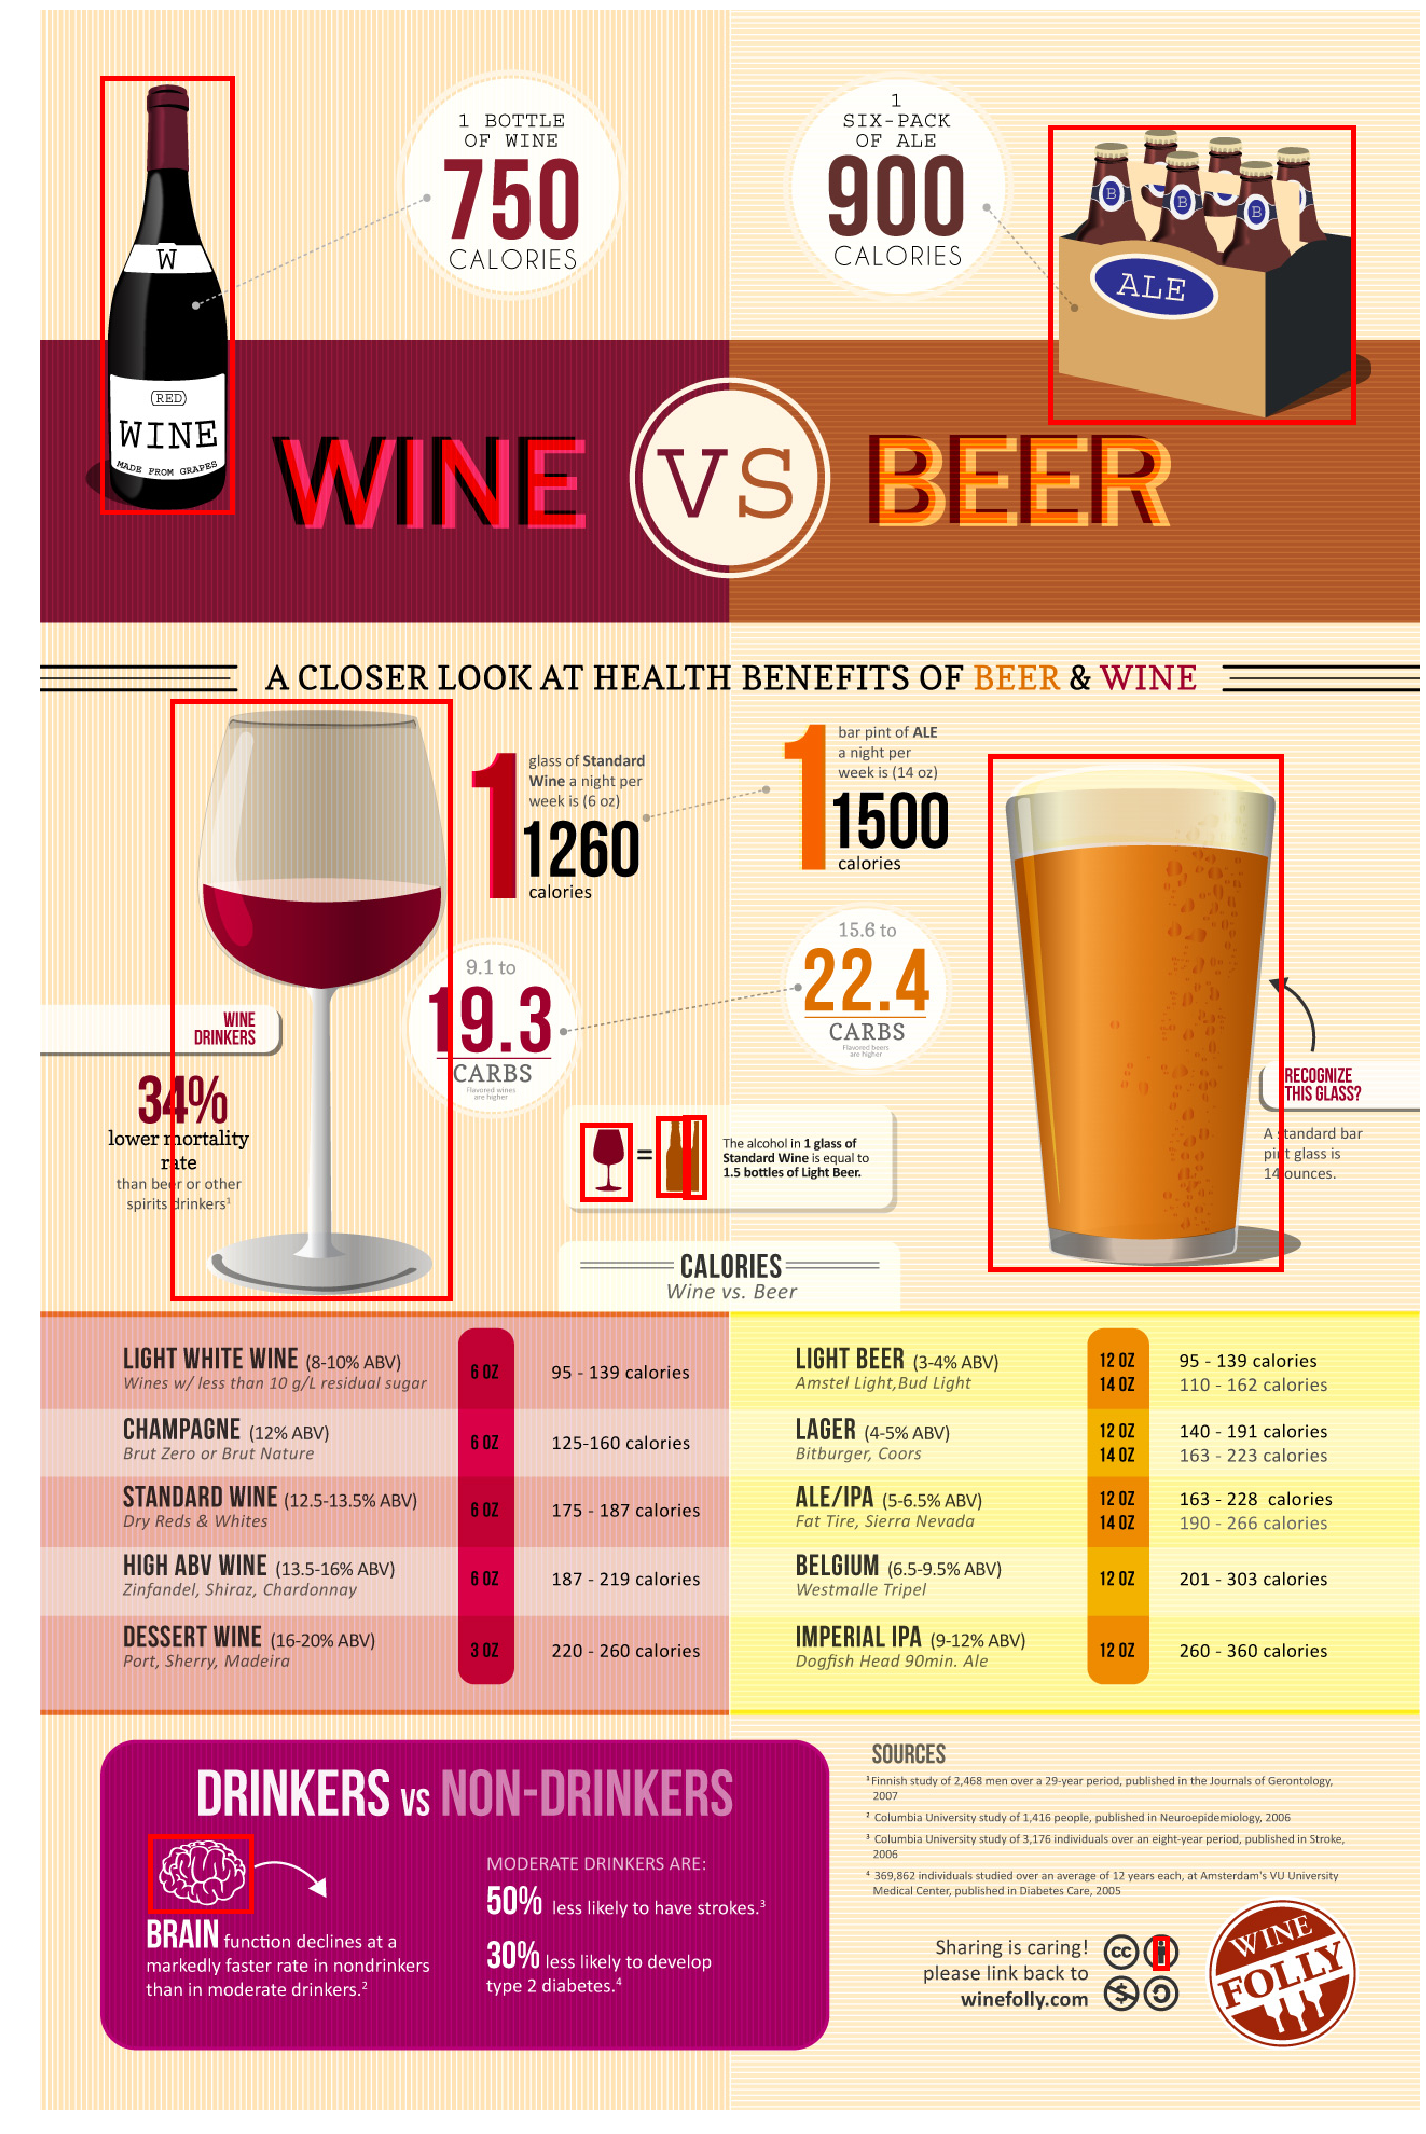 1 BOTTLE
OF WINE
750
CALORIES
1
SIX-PACK
OF ALE
900
CALORIES
W
RED
WINE
MADE FROM GRAPES
B
B
B
ALE
WINE
VS
BEER
A CLOSER LOOK AT HEALTH BENEFITS OF BEER & WINE
1
glass of Standard
Wine a night per
week is (6 oz)
1260
calories
1
bar pint of ALE
a night per
week is (14 oz)
1500
calories
9.1 to
19.3
CARBS
Flavored wines
are higher
15.6 to
22.4
CARBS
Flavored beers
are higher
WINE
DRINKERS
34%
lower mortality
rate
than beer or other
spirits drinkers¹
RECOGNIZE
THIS GLASS?
A standard bar
pint glass is
14 ounces.
=
The alcohol in 1 glass of
Standard Wine is equal to
1.5 bottles of Light Beer.
CALORIES
Wine vs. Beer
LIGHT WHITE WINE (8-10% ABV)
Wines w/ less than 10 g/L residual sugar
6 OZ
95 - 139 calories
CHAMPAGNE (12% ABV)
Brut Zero or Brut Nature
6 OZ
125-160 calories
STANDARD WINE (12.5-13.5% ABV)
Dry Reds & Whites
6 OZ
175 - 187 calories
HIGH ABV WINE (13.5-16% ABV)
Zinfandel, Shiraz, Chardonnay
6 OZ
187 - 219 calories
DESSERT WINE (16-20% ABV)
Port, Sherry, Madeira
3 OZ
220 - 260 calories
LIGHT BEER (3-4% ABV)
Amstel Light,Bud Light
12 OZ
95 - 139 calories
14 OZ
110 - 162 calories
LAGER (4-5% ABV)
Bitburger, Coors
12 OZ
140 - 191 calories
14 OZ
163 - 223 calories
ALE/IPA (5-6.5% ABV)
Fat Tire, Sierra Nevada
12 OZ
163 - 228 calories
14 OZ
190 - 266 calories
BELGIUM (6.5-9.5% ABV)
Westmalle Tripel
12 OZ
201 - 303 calories
IMPERIAL IPA (9-12% ABV)
Dogfish Head 90min. Ale
12 OZ
260 - 360 calories
DRINKERS VS NON-DRINKERS
BRAIN function declines at a
markedly faster rate in nondrinkers
than in moderate drinkers.²
MODERATE DRINKERS ARE:
50% less likely to have strokes.³
30% less likely to develop
type 2 diabetes.⁴
SOURCES
¹ Finnish study of 2,468 men over a 29-year period, published in the Journals of Gerontology,
2007
² Columbia University study of 1,416 people, published in Neuroepidemiology, 2006
³ Columbia University study of 3,176 individuals over an eight-year period, published in Stroke,
2006
⁴ 369,862 individuals studied over an average of 12 years each, at Amsterdam's VU University
Medical Center, published in Diabetes Care, 2005
Sharing is caring!
please link back to
winefolly.com
cc
$
WINE
FOLLY